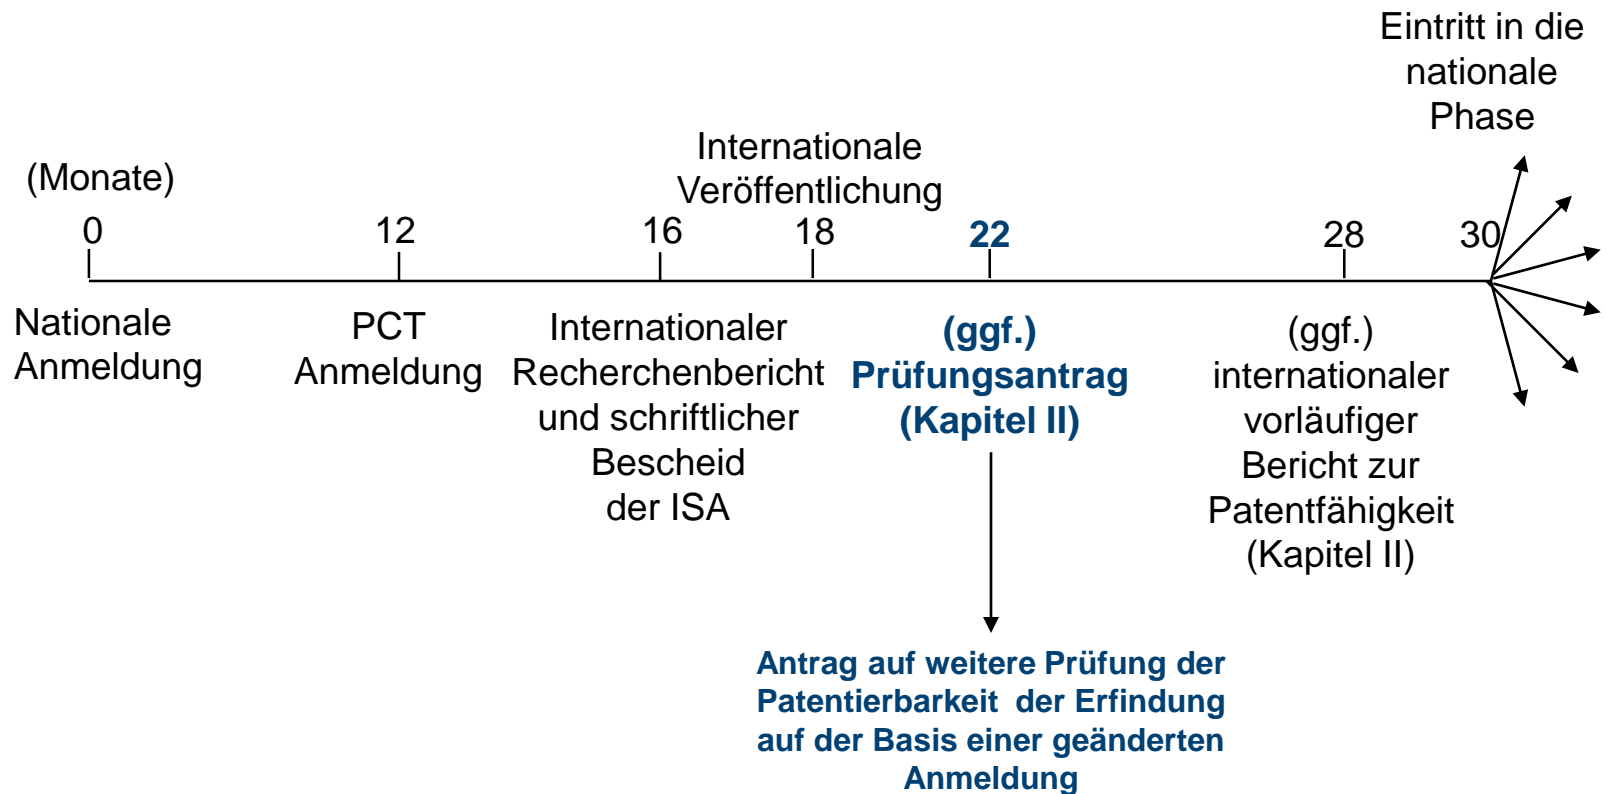 Eintritt in die
nationale
Phase
Internationale
Veröffentlichung
(Monate)
0
12
16
18
22
28
30
Nationale
Anmeldung
PCT
Anmeldung
Internationaler
Recherchenbericht
und schriftlicher
Bescheid
der ISA
(ggf.)
Prüfungsantrag
(Kapitel II)
(ggf.)
internationaler
vorläufiger
Bericht zur
Patentfähigkeit
(Kapitel II)
Antrag auf weitere Prüfung der
Patentierbarkeit der Erfindung
auf der Basis einer geänderten
Anmeldung